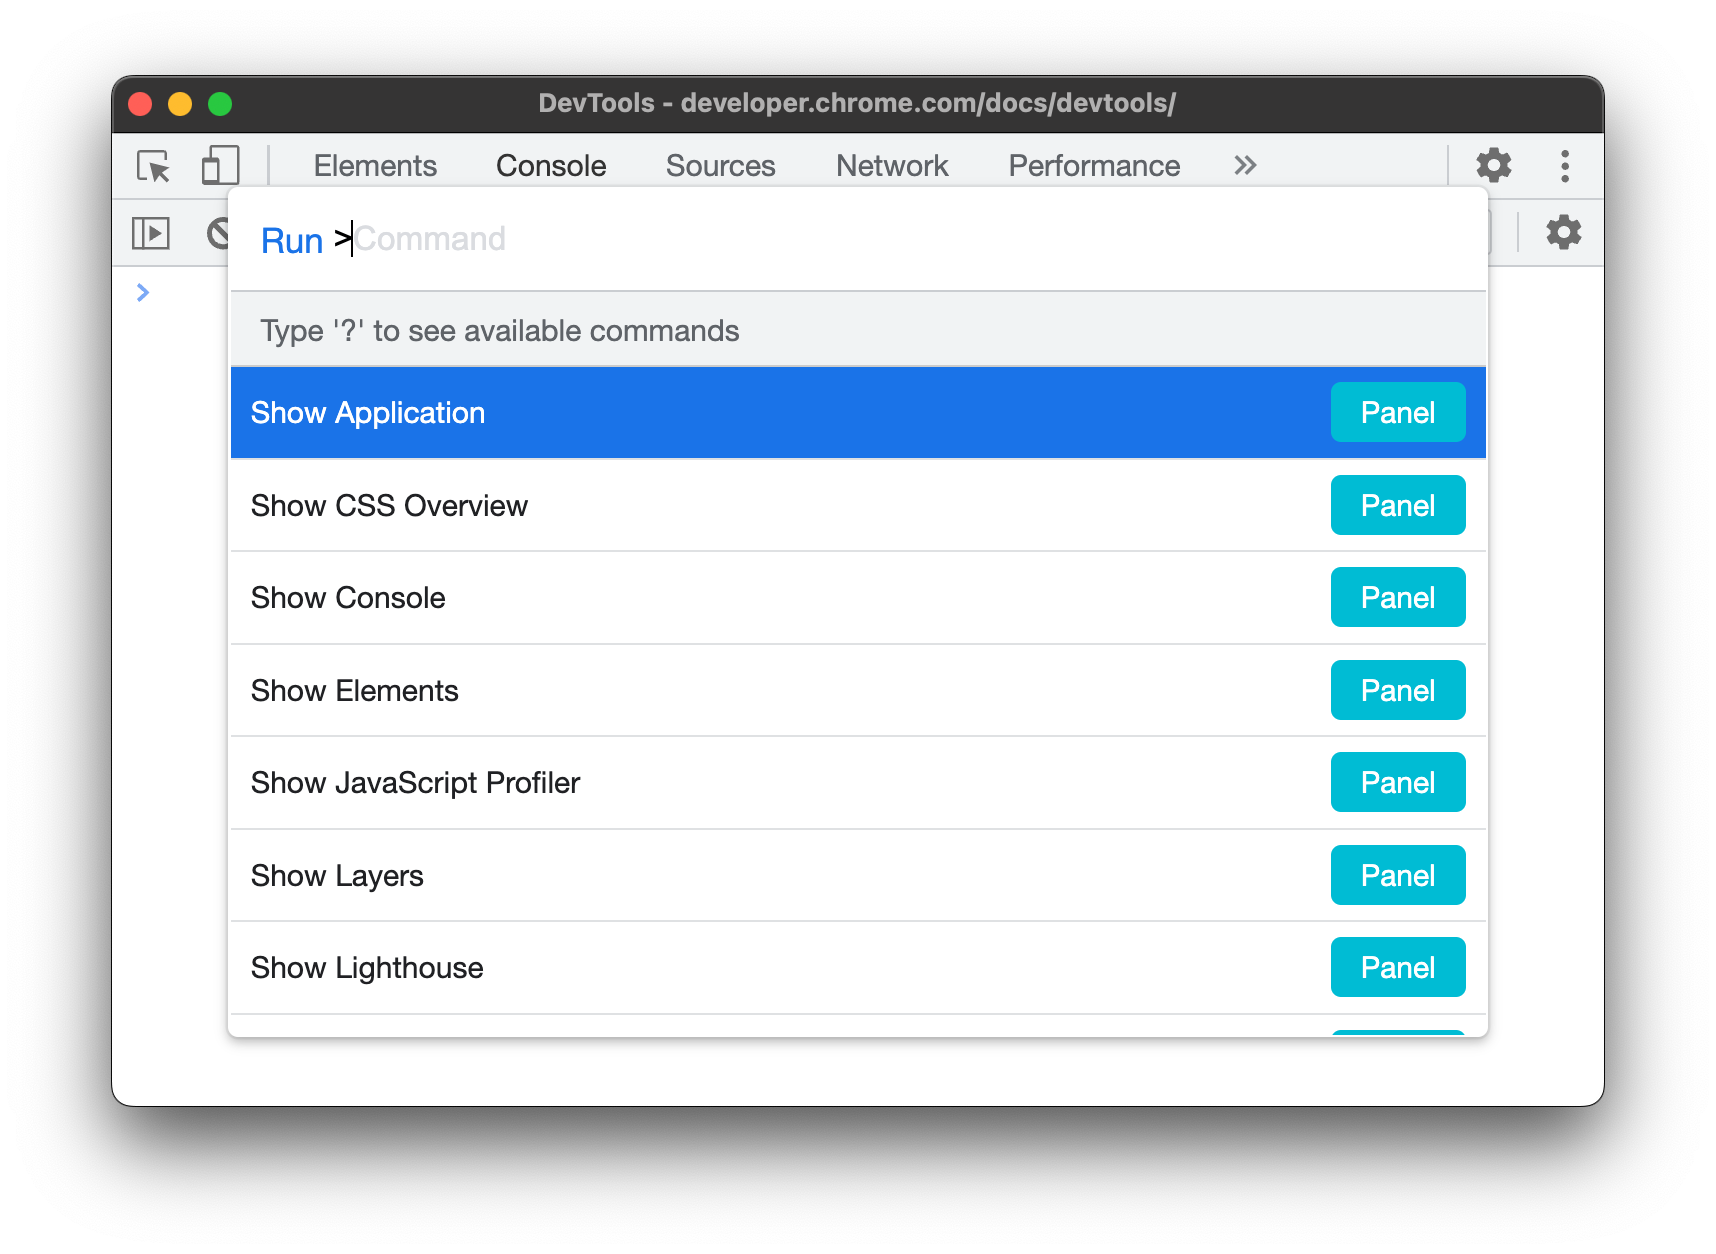 DevTools - developer.chrome.com/docs/devtools/
Elements Console Sources Network Performance »
Run >Command
Type '?' to see available commands
Show Application Panel
Show CSS Overview Panel
Show Console Panel
Show Elements Panel
Show JavaScript Profiler Panel
Show Layers Panel
Show Lighthouse Panel